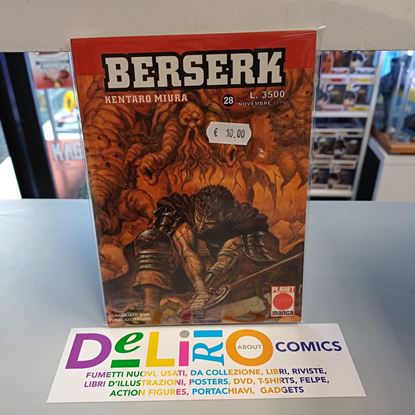 BERSERK
KENTARO MIURA
28
L. 3500
NOVEMBRE
€ 10,00
PLANET
manga
DELIRIO ABOUT COMICS
FUMETTI NUOVI, USATI, DA COLLEZIONE, LIBRI, RIVISTE,
LIBRI D'ILLUSTRAZIONI, POSTERS, DVD, T-SHIRTS, FELPE,
ACTION FIGURES, PORTACHIAVI, GADGETS